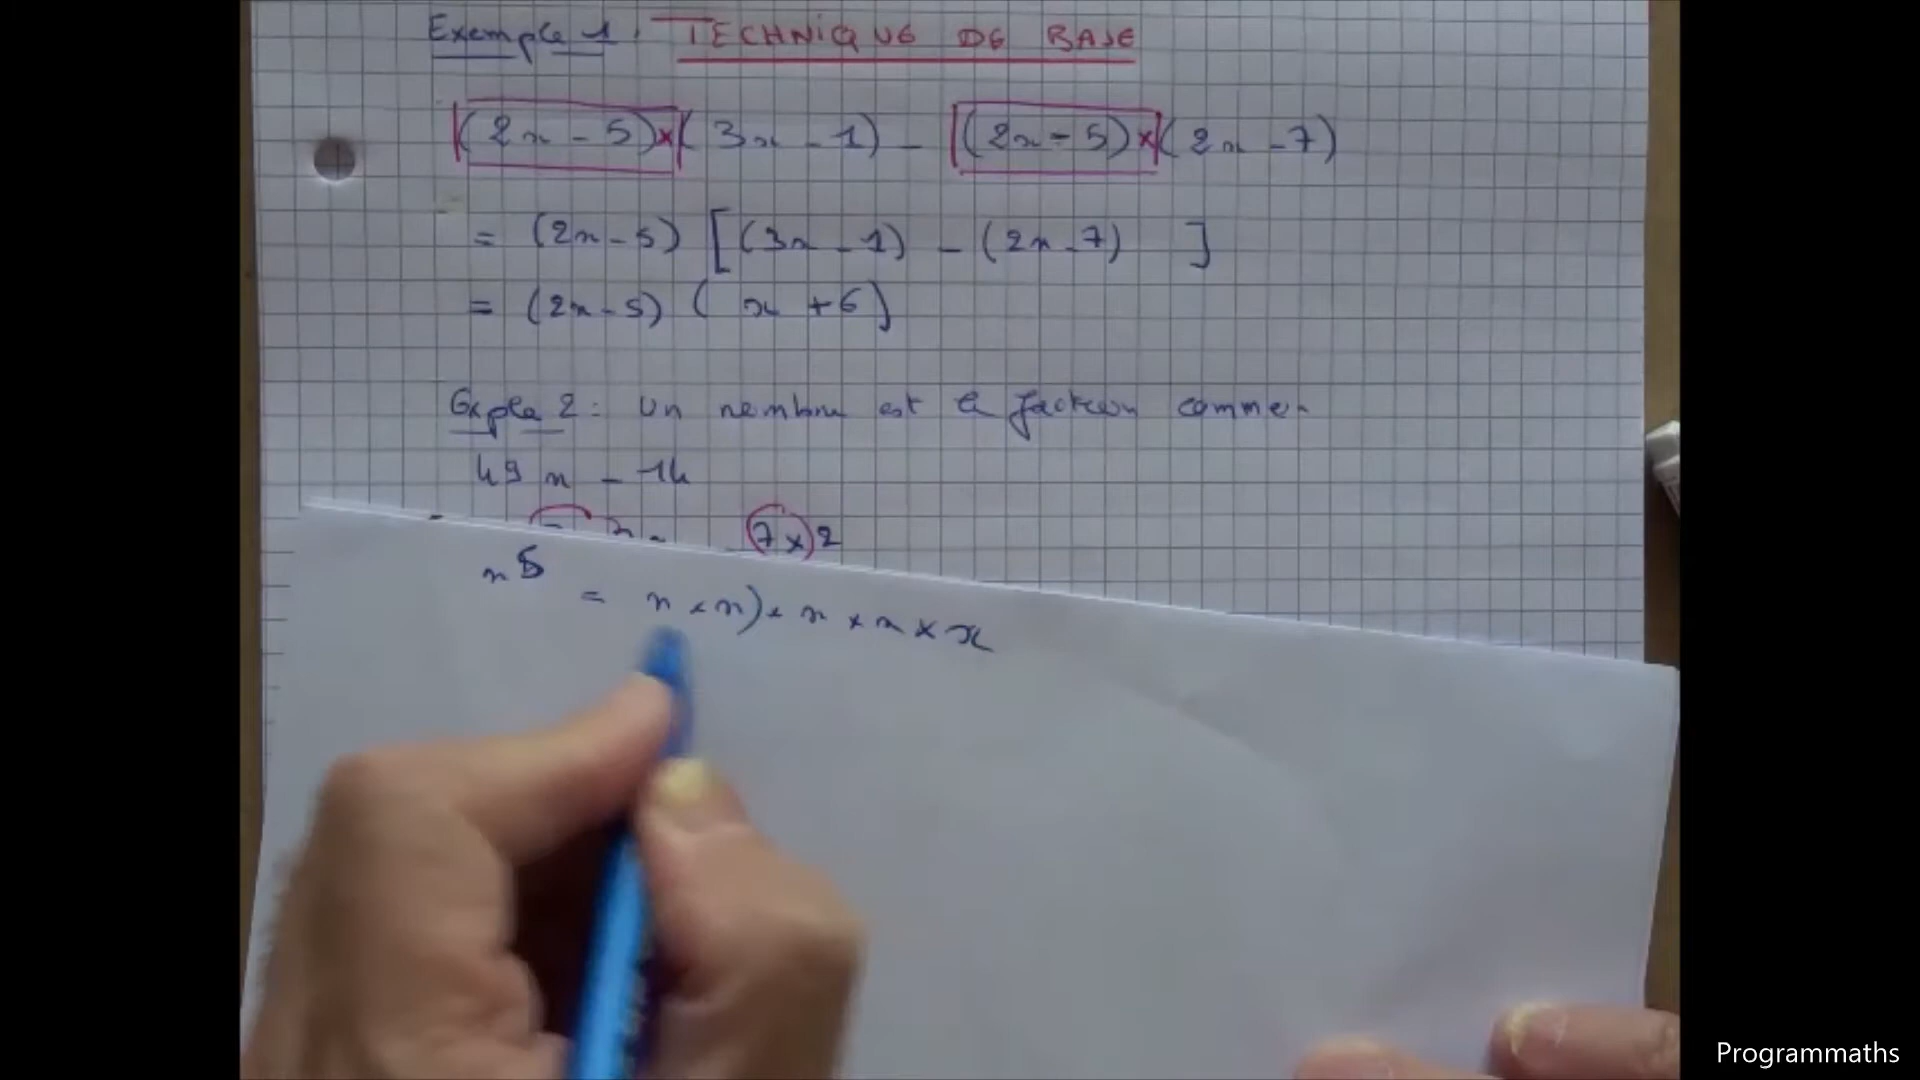 Exemple 1 : TECHNIQUE DE BASE
(2x - 5)×(3x - 1) - (2x - 5)×(2x - 7)
= (2x - 5) [(3x - 1) - (2x - 7) ]
= (2x - 5) ( x + 6)
Exple 2 : Un nombre est le facteur commun
49 x - 14
7 × 2
x⁵ = x × x) × x × x × x
Programmaths